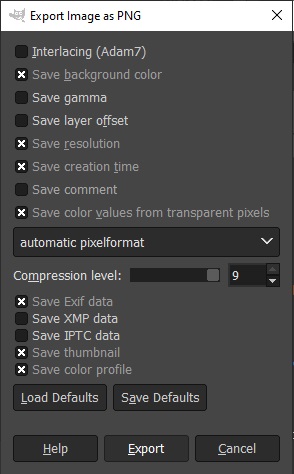 Export Image as PNG
Interlacing (Adam7)
Save background color
Save gamma
Save layer offset
Save resolution
Save creation time
Save comment
Save color values from transparent pixels
automatic pixelformat
Compression level: 9
Save Exif data
Save XMP data
Save IPTC data
Save thumbnail
Save color profile
Load Defaults Save Defaults
Help Export Cancel